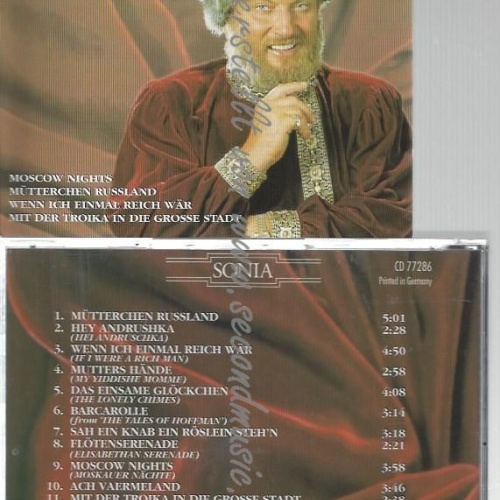 MOSCOW NIGHTS
MÜTTERCHEN RUSSLAND
WENN ICH EINMAL REICH WÄR
MIT DER TROIKA IN DIE GROSSE STADT
SONIA
CD 77286
Printed in Germany
1. MÜTTERCHEN RUSSLAND 5:01
2. HEY ANDRUSHKA 2:28
(HEI ANDRUSCHKA)
3. WENN ICH EINMAL REICH WÄR 4:50
(IF I WERE A RICH MAN)
4. MUTTERS HÄNDE 2:58
(MY YIDDISHE MOMME)
5. DAS EINSAME GLÖCKCHEN 4:08
(THE LONELY CHIMES)
6. BARCAROLLE 3:14
(from 'THE TALES OF HOFFMAN')
7. SAH EIN KNAB EIN RÖSLEIN STEH'N 3:18
8. FLÖTENSERENADE 2:21
(ELISABETHAN SERENADE)
9. MOSCOW NIGHTS 3:58
(MOSKAUER NÄCHTE)
10. ACH VAERMELAND 3:46
11. MIT DER TROIKA IN DIE GROSSE STADT